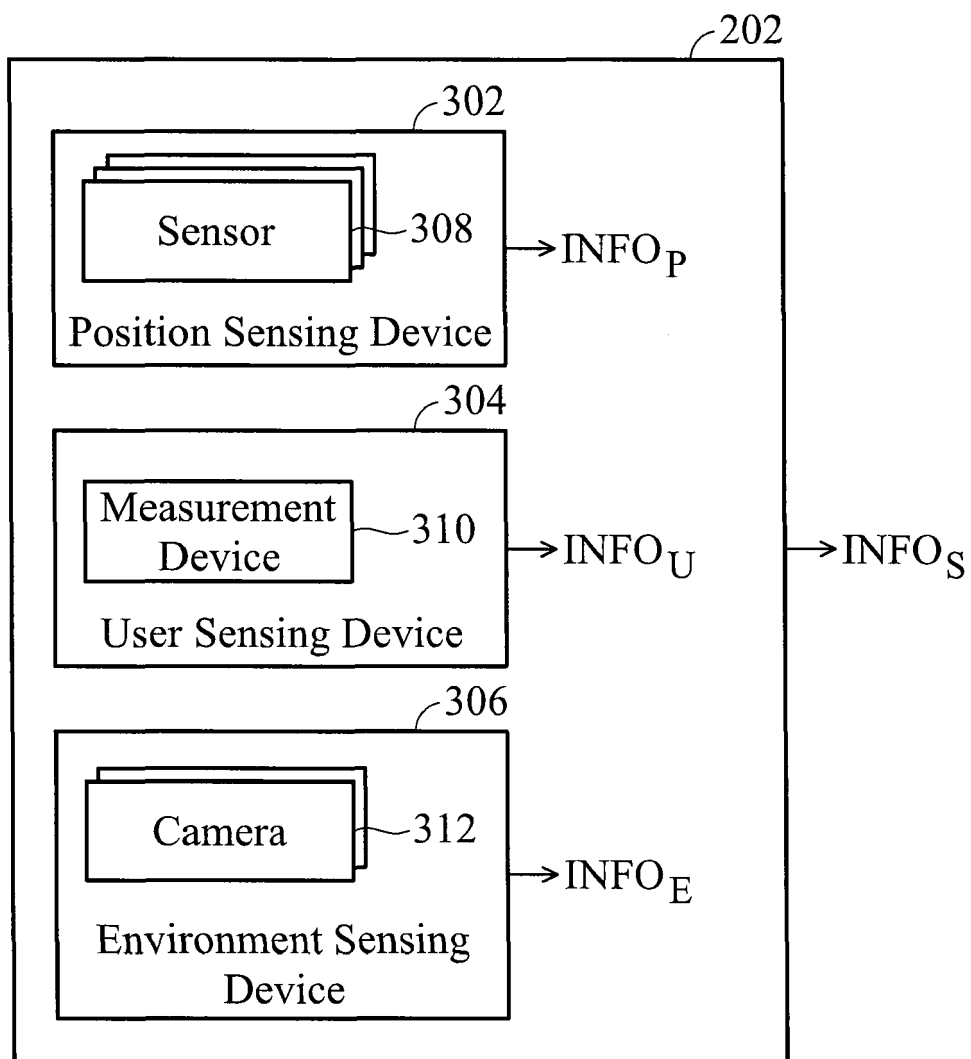 202
302
Sensor
308
INFO_P
Position Sensing Device
304
Measurement
Device
310
INFO_U
INFO_S
User Sensing Device
306
Camera
312
INFO_E
Environment Sensing
Device